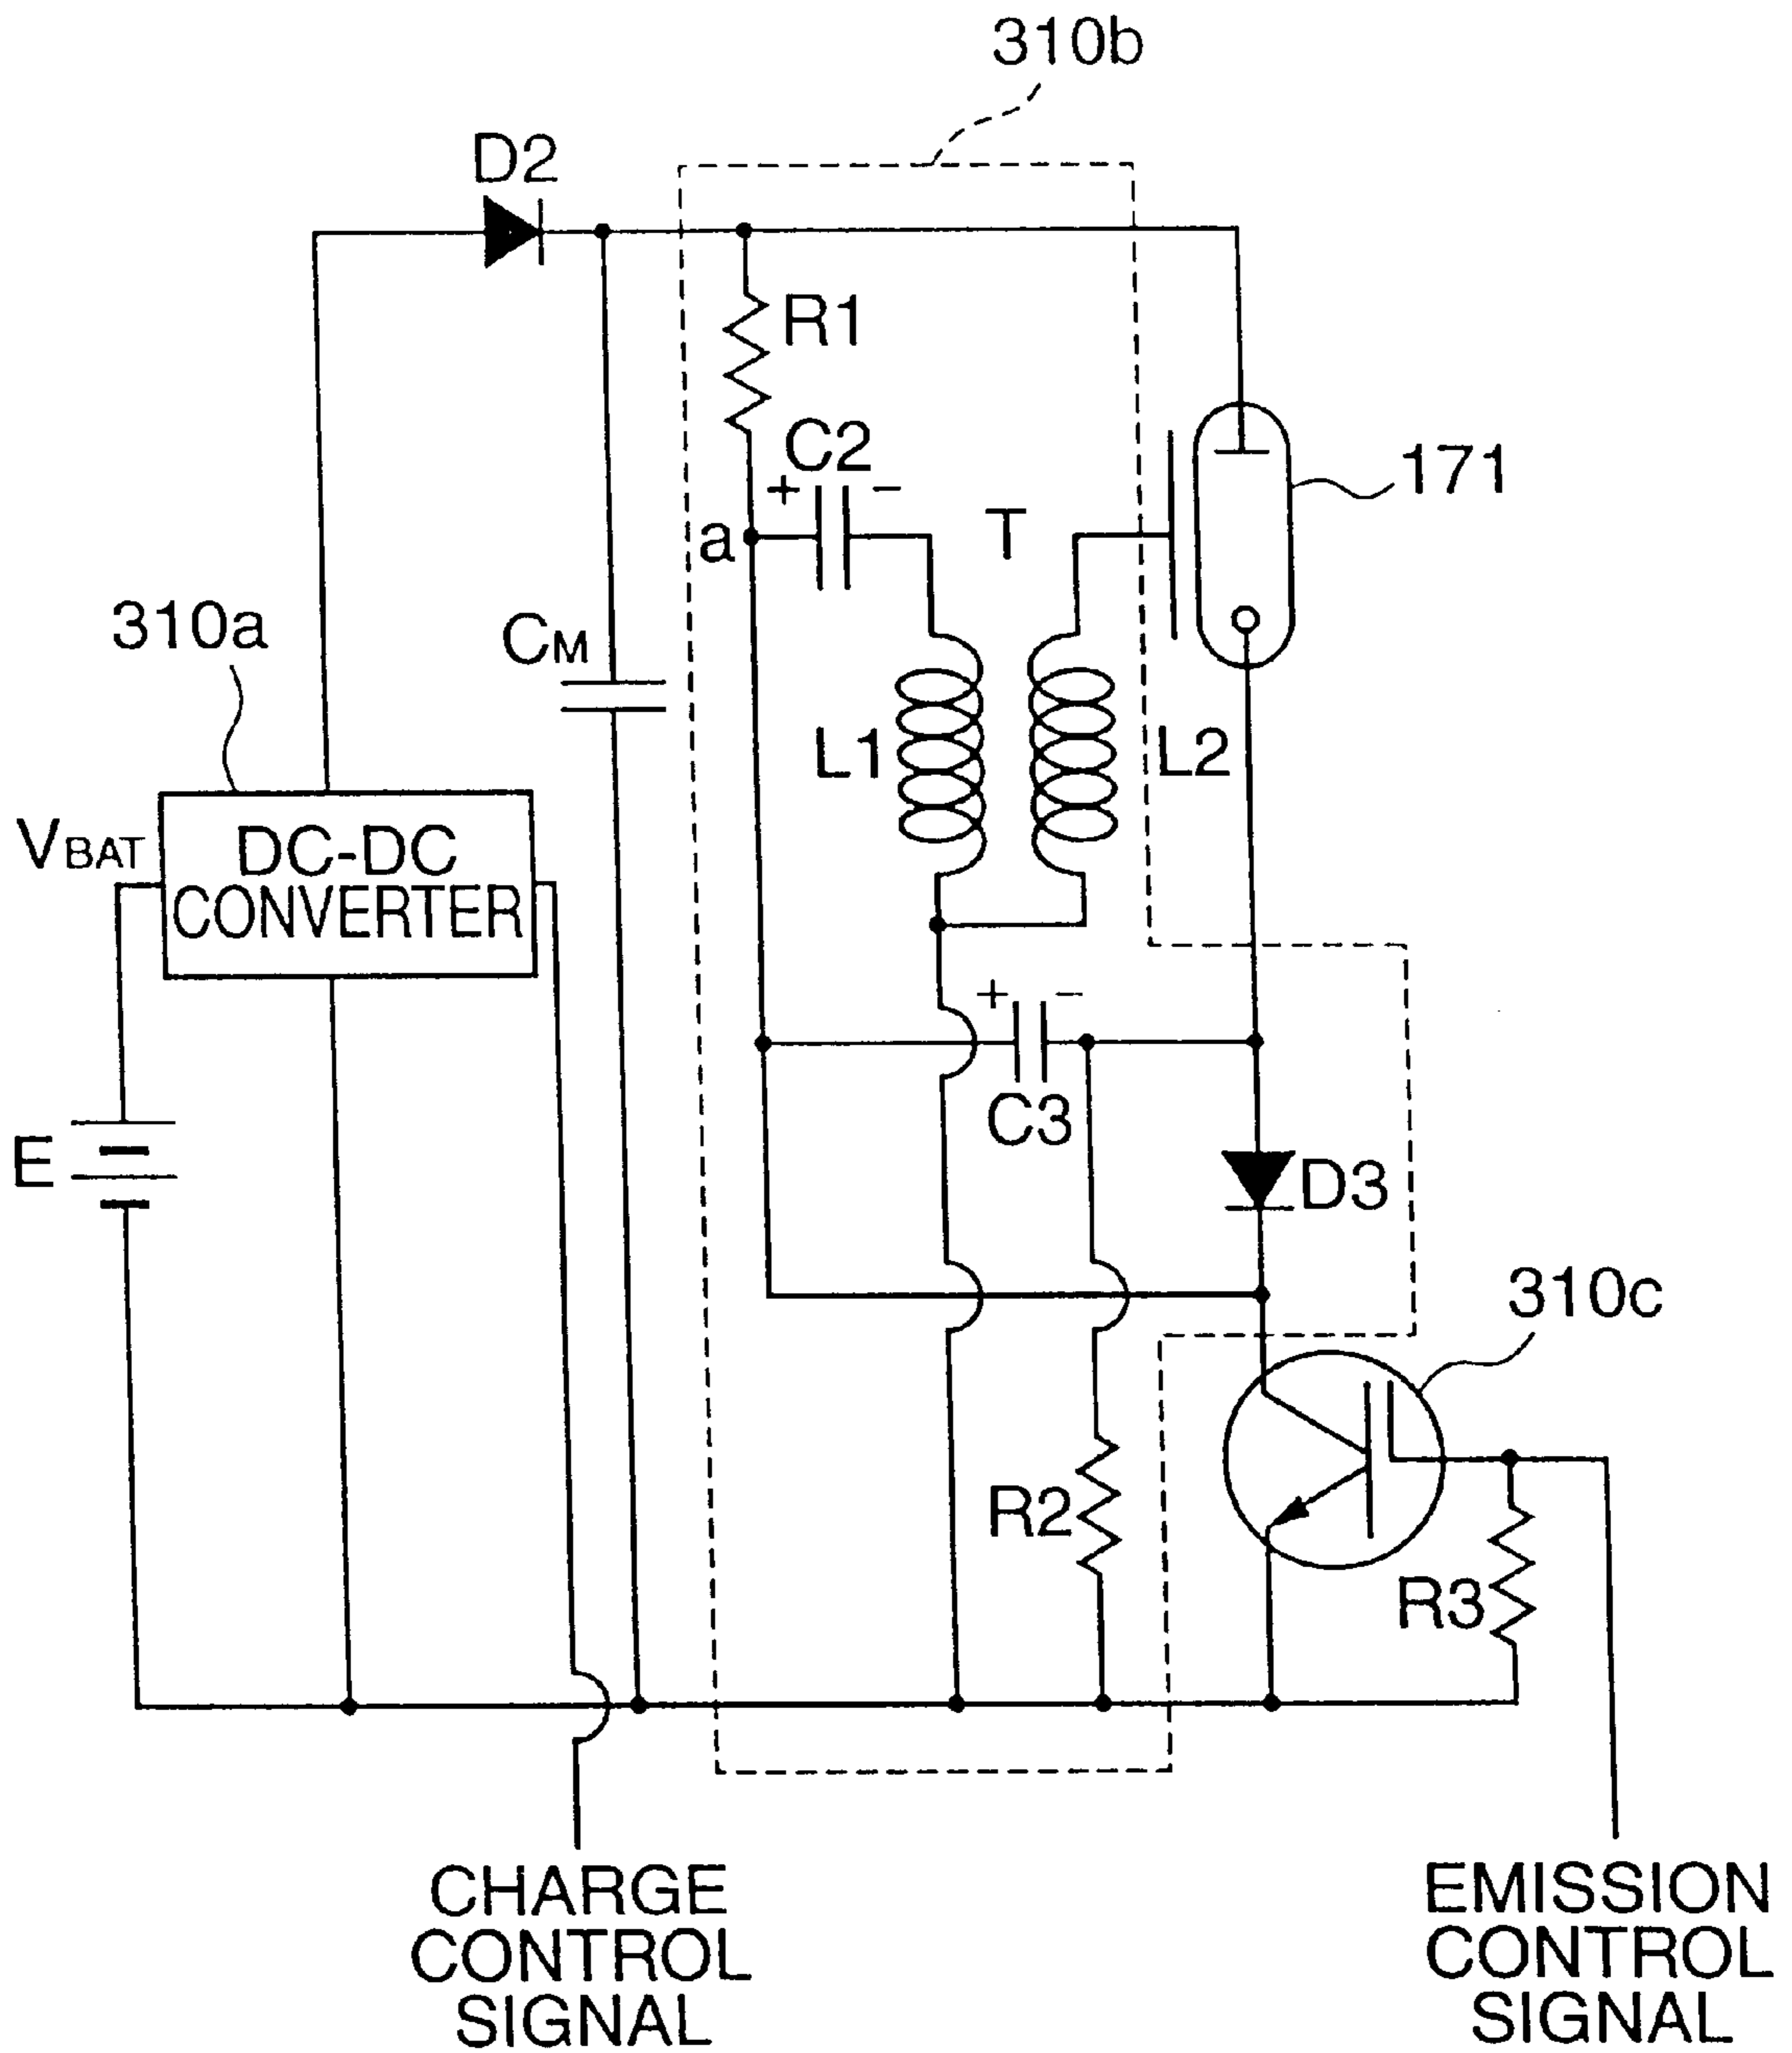 310b
D2
R1
C2
+ −
171
a
T
310a
CM
L1
L2
VBAT
DC-DC
CONVERTER
+ −
C3
E
D3
310c
R2
R3
CHARGE
CONTROL
SIGNAL
EMISSION
CONTROL
SIGNAL